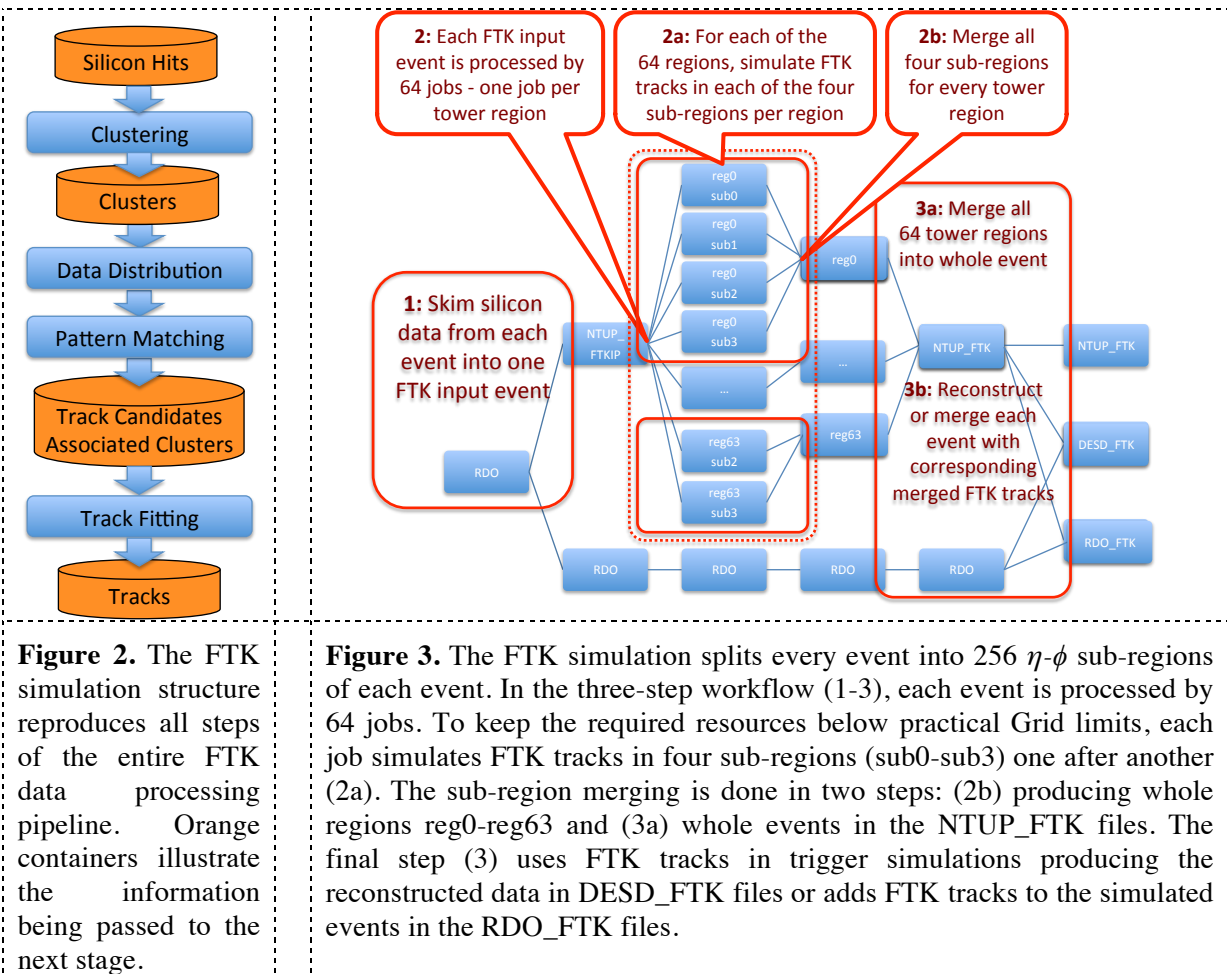 Silicon Hits
Clustering
Clusters
Data Distribution
Pattern Matching
Track Candidates
Associated Clusters
Track Fitting
Tracks
2: Each FTK input
event is processed by
64 jobs - one job per
tower region
2a: For each of the
64 regions, simulate FTK
tracks in each of the four
sub-regions per region
2b: Merge all
four sub-regions
for every tower
region
1: Skim silicon
data from each
event into one
FTK input event
RDO
NTUP_
FTKIP
reg0
sub0
reg0
sub1
reg0
sub2
reg0
sub3
...
reg63
sub2
reg63
sub3
reg0
...
reg63
3a: Merge all
64 tower regions
into whole event
NTUP_FTK
3b: Reconstruct
or merge each
event with
corresponding
merged FTK tracks
NTUP_FTK
DESD_FTK
RDO_FTK
RDO
RDO
RDO
RDO
Figure 2. The FTK
simulation structure
reproduces all steps
of the entire FTK
data processing
pipeline. Orange
containers illustrate
the information
being passed to the
next stage.
Figure 3. The FTK simulation splits every event into 256 η-ϕ sub-regions
of each event. In the three-step workflow (1-3), each event is processed by
64 jobs. To keep the required resources below practical Grid limits, each
job simulates FTK tracks in four sub-regions (sub0-sub3) one after another
(2a). The sub-region merging is done in two steps: (2b) producing whole
regions reg0-reg63 and (3a) whole events in the NTUP_FTK files. The
final step (3) uses FTK tracks in trigger simulations producing the
reconstructed data in DESD_FTK files or adds FTK tracks to the simulated
events in the RDO_FTK files.